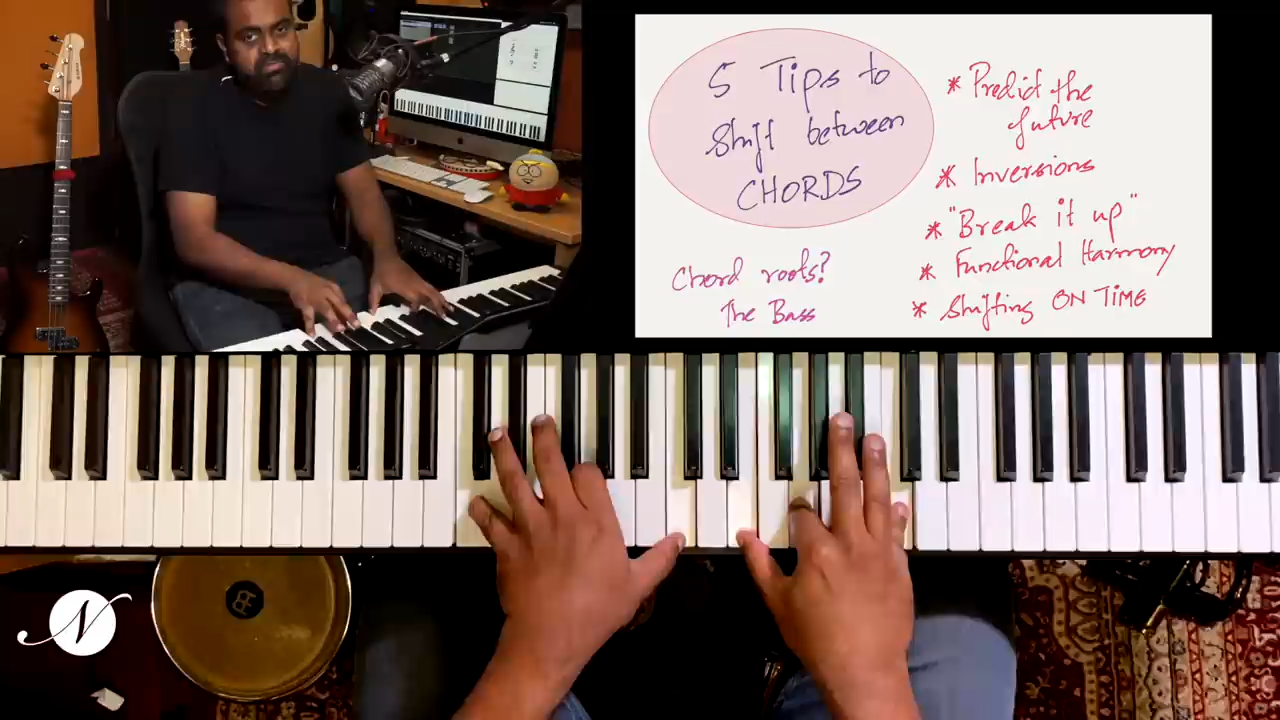 5 Tips to
shift between
CHORDS
Chord roots?
The Bass
* Predict the
future
* Inversions
* "Break it up"
* Functional Harmony
* Shifting ON TIME
N